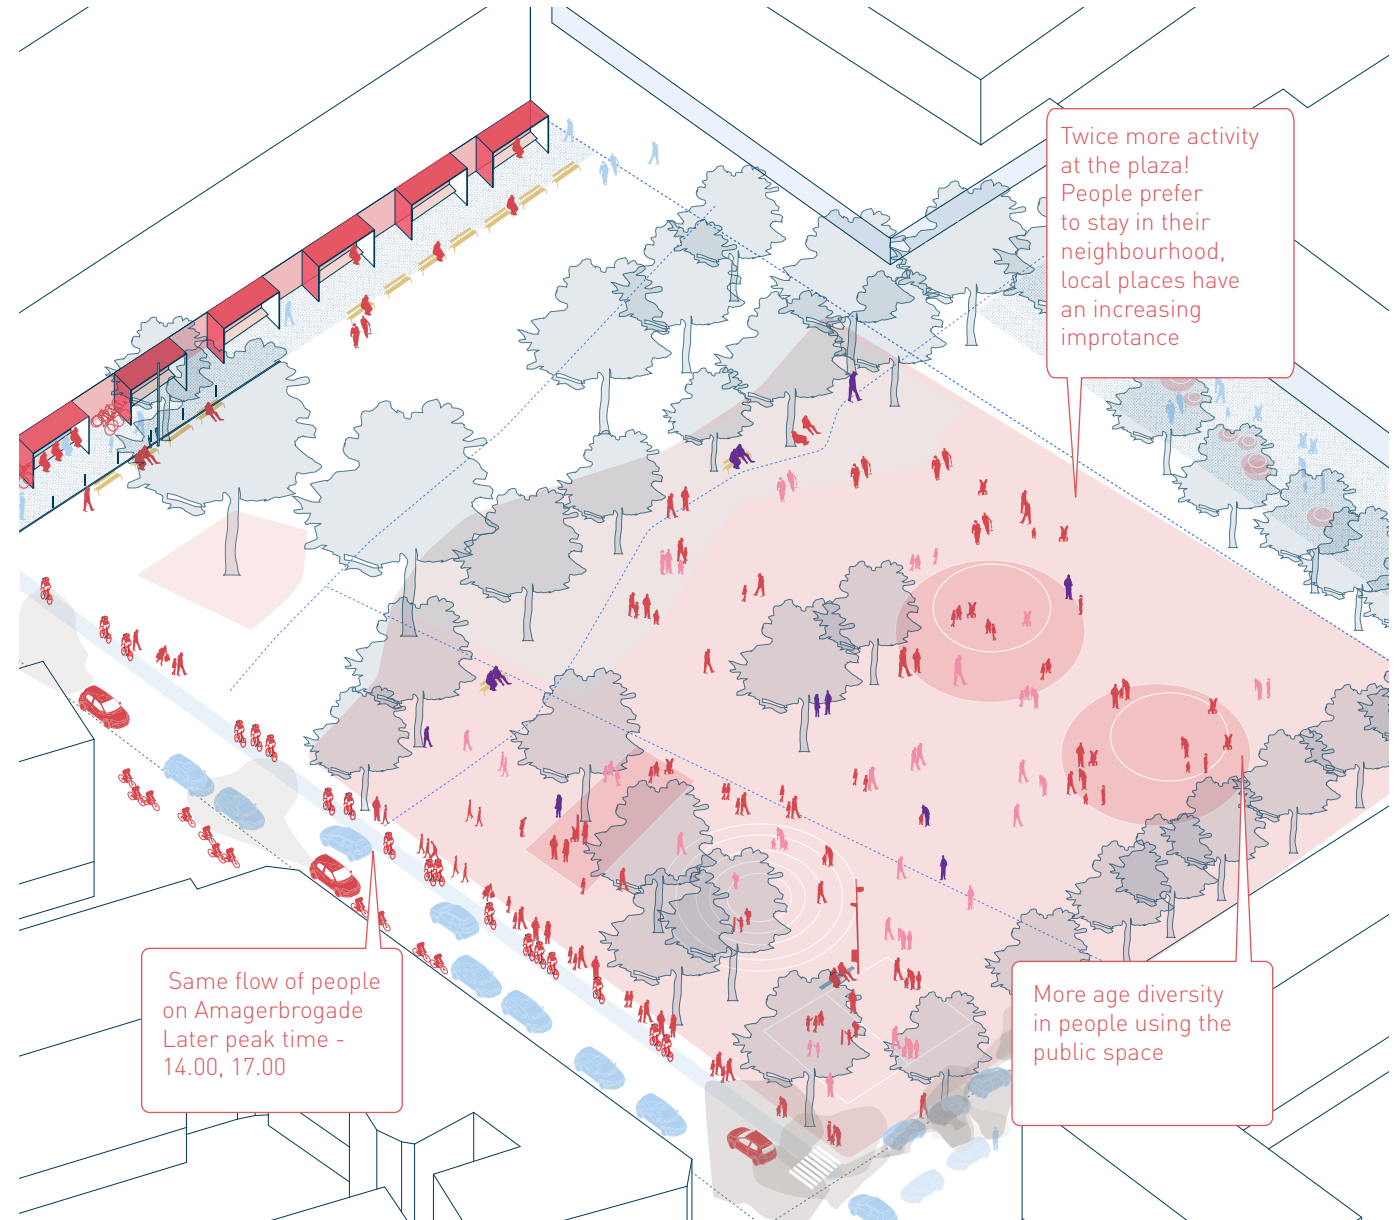 Twice more activity
at the plaza!
People prefer
to stay in their
neighbourhood,
local places have
an increasing
improtance
Same flow of people
on Amagerbrogade
Later peak time -
14.00, 17.00
More age diversity
in people using the
public space